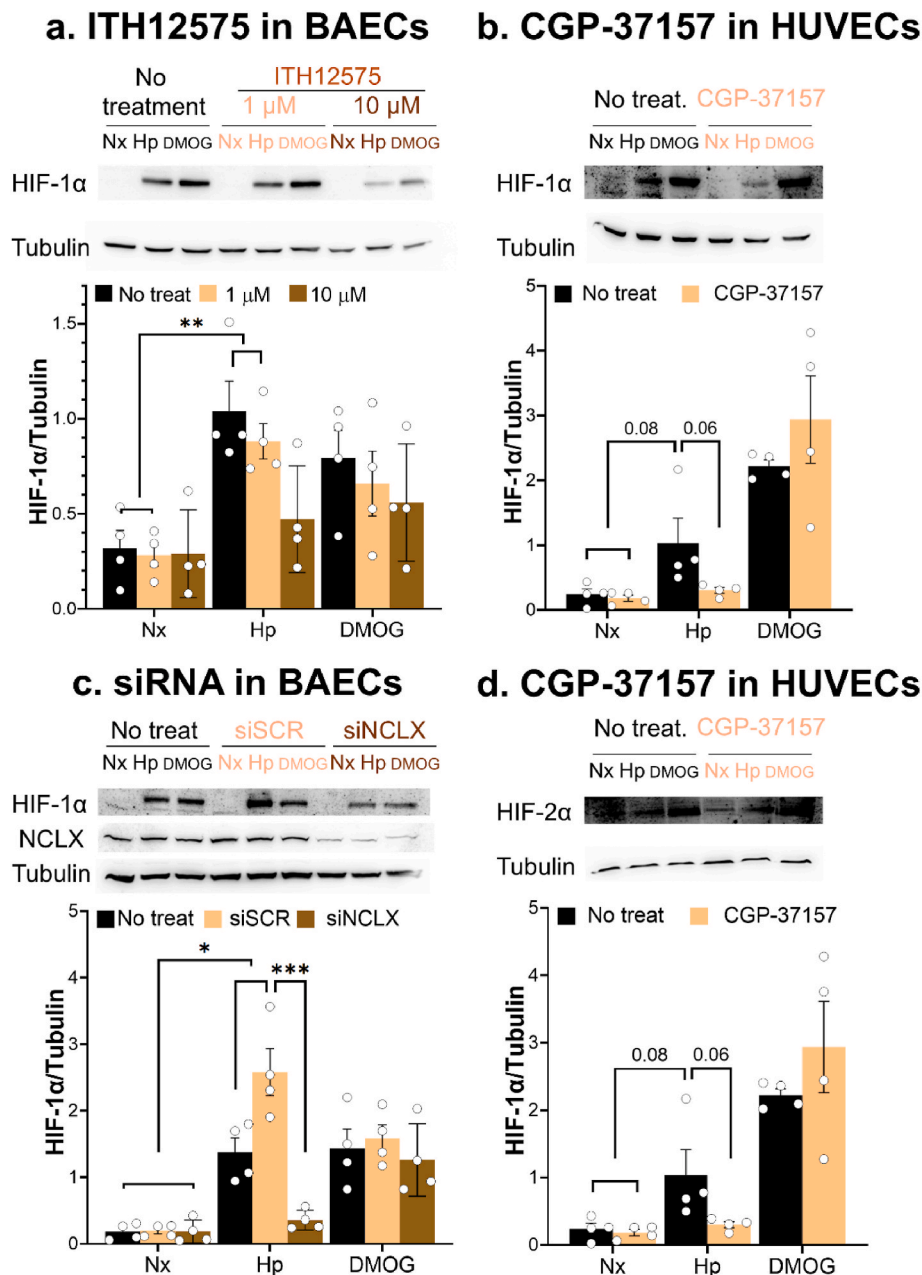 a. ITH12575 in BAECs
No treatment
ITH12575
1 μM
10 μM
Nx Hp DMOG Nx Hp DMOG Nx Hp DMOG
HIF-1α
Tubulin
No treat 1 μM 10 μM
HIF-1α/Tubulin
1.5
1.0
0.5
0.0
**
Nx Hp DMOG
b. CGP-37157 in HUVECs
No treat. CGP-37157
Nx Hp DMOG Nx Hp DMOG
HIF-1α
Tubulin
No treat CGP-37157
HIF-1α/Tubulin
5
4
3
2
1
0
0.08 0.06
Nx Hp DMOG
c. siRNA in BAECs
No treat siSCR siNCLX
Nx Hp DMOG Nx Hp DMOG Nx Hp DMOG
HIF-1α
NCLX
Tubulin
No treat siSCR siNCLX
HIF-1α/Tubulin
5
4
3
2
1
0
* ***
Nx Hp DMOG
d. CGP-37157 in HUVECs
No treat. CGP-37157
Nx Hp DMOG Nx Hp DMOG
HIF-2α
Tubulin
No treat CGP-37157
HIF-1α/Tubulin
5
4
3
2
1
0
0.08 0.06
Nx Hp DMOG